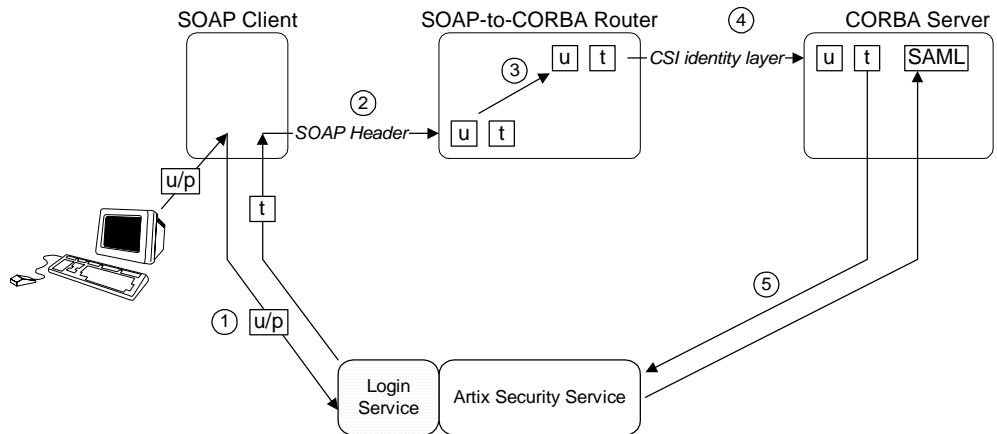 SOAP Client
SOAP-to-CORBA Router
4
CORBA Server
u t
CSI identity layer
u t SAML
3
2
SOAP Header
u t
u/p
t
5
1
u/p
Login
Service
Artix Security Service